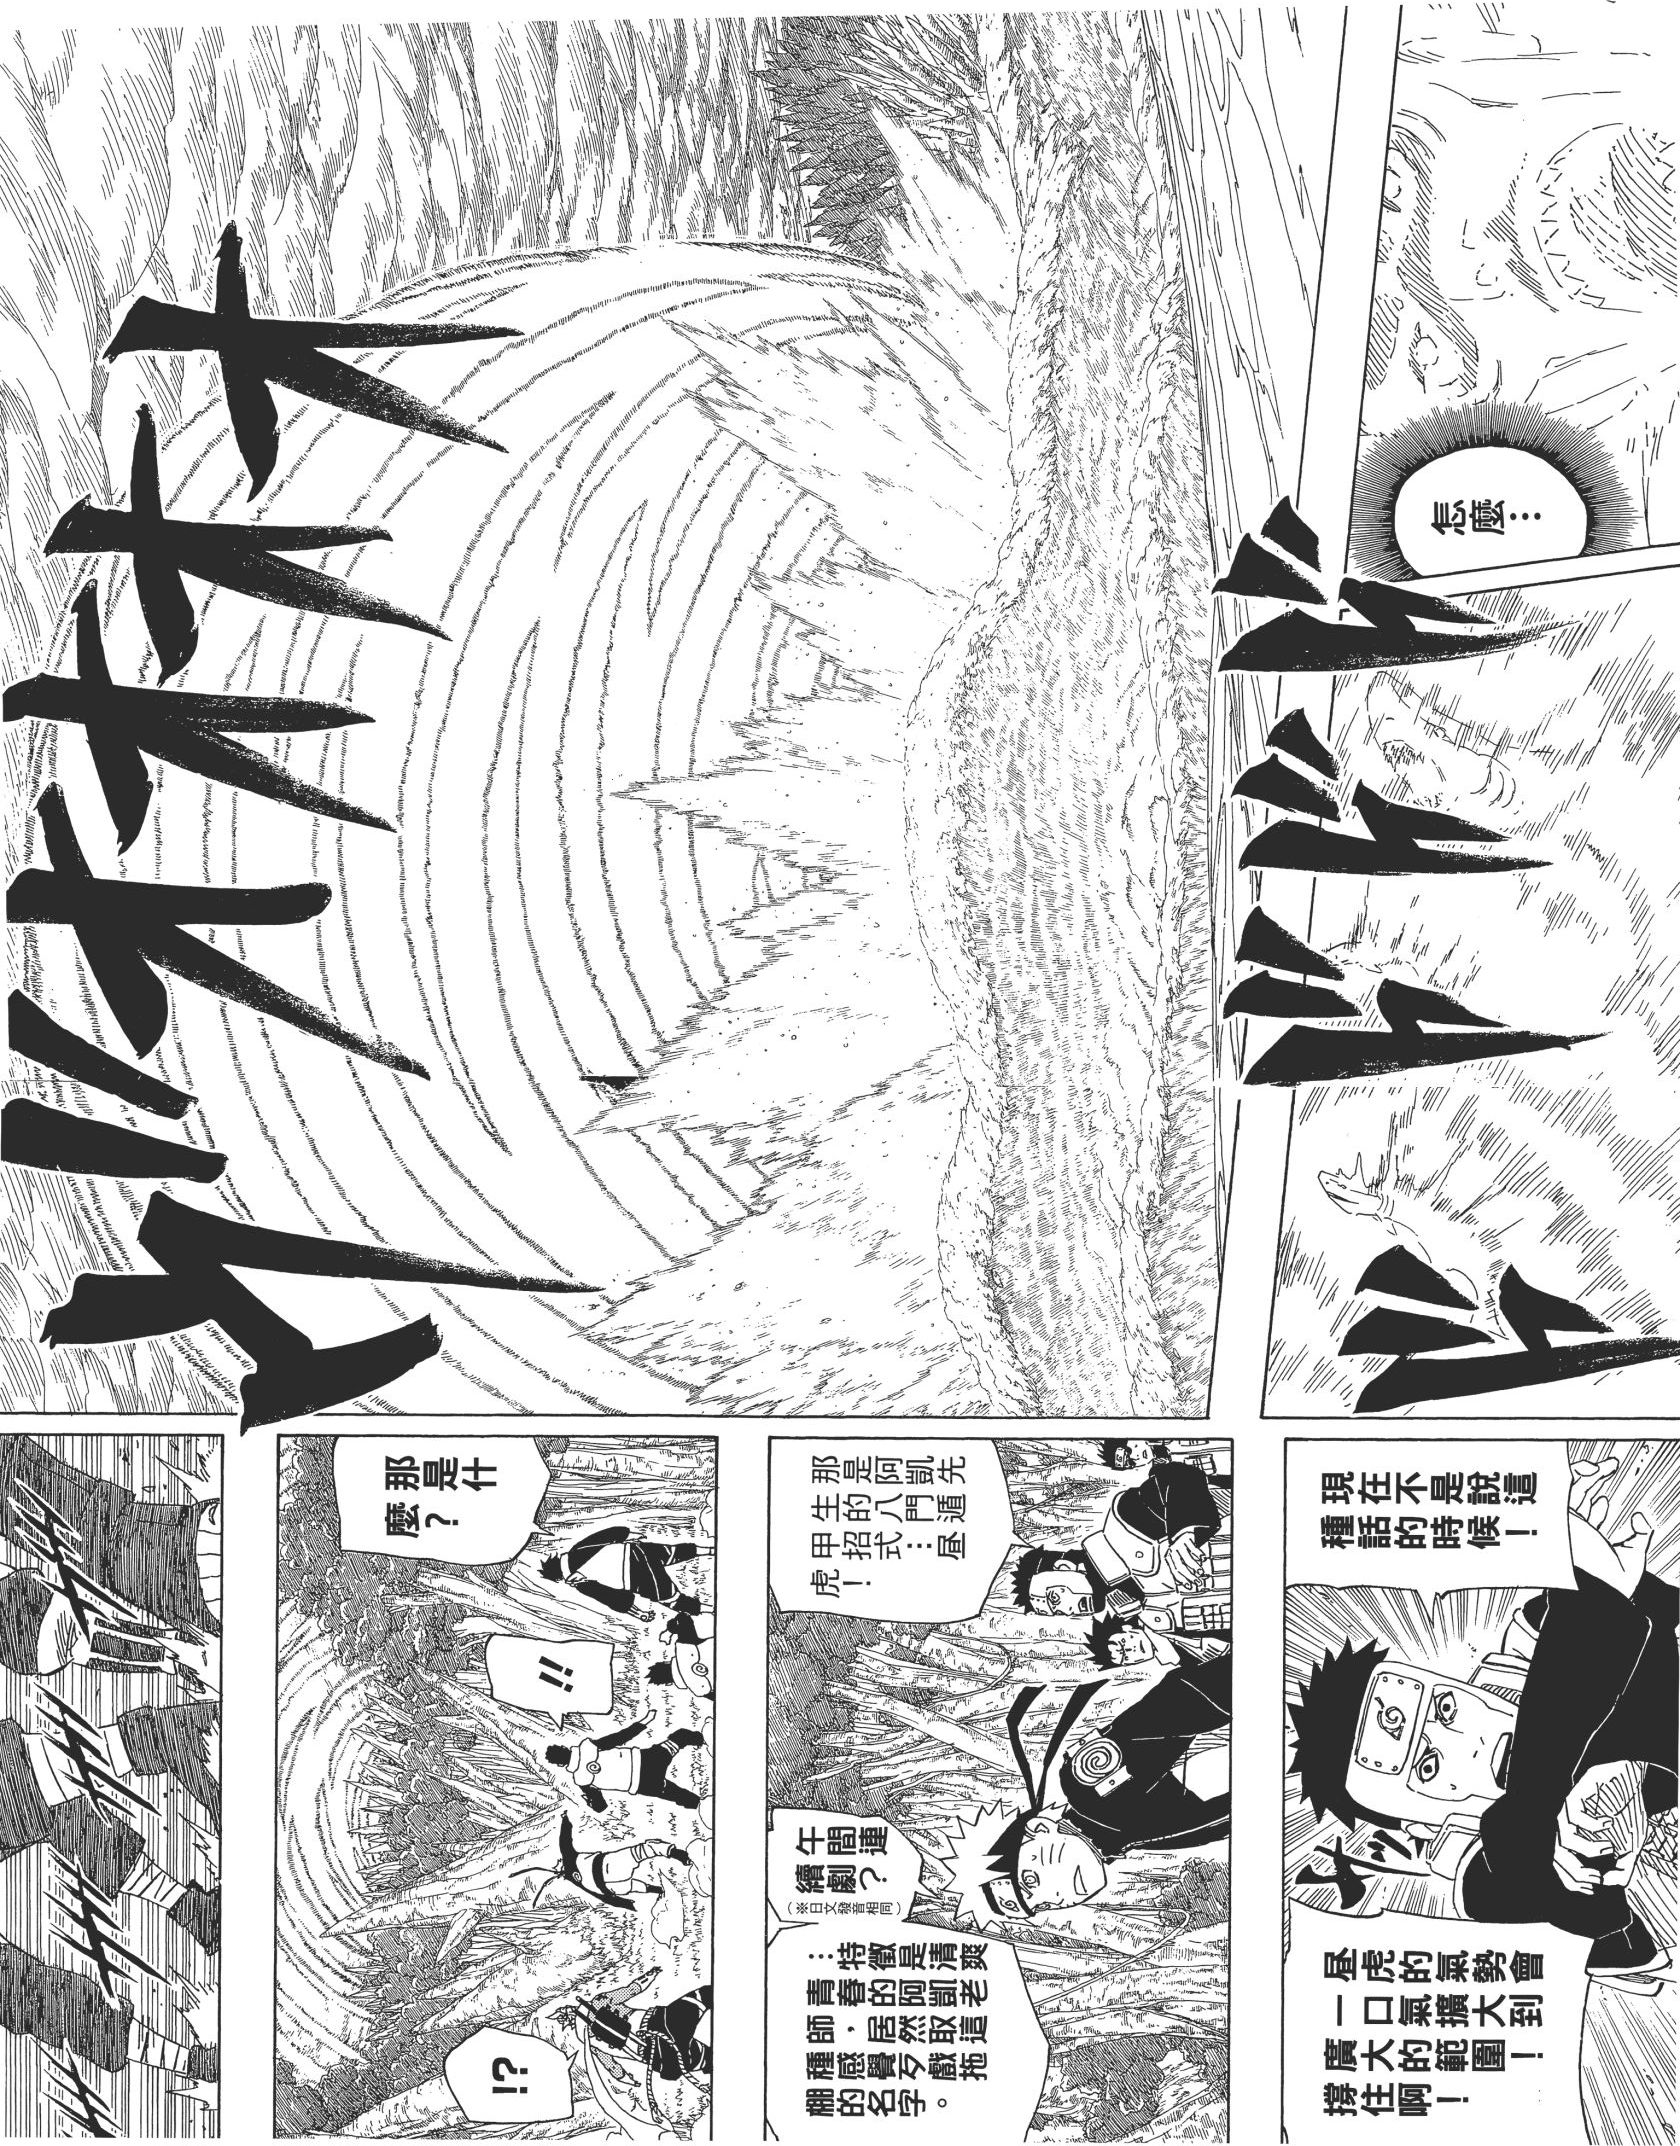 怎麼…
那是什
麼?
!!
!?
那是阿凱先
生的八門遁
甲招式…昼
虎!
午間連
續劇?
(※日文發音相同)
…特徵是清爽
青春的阿凱老
師，居然取這
種感覺歹戲拖
棚的名字。
現在不是說這
種話的時候!
昼虎的氣勢會
一口氣擴大到
廣大的範圍!
撐住啊!